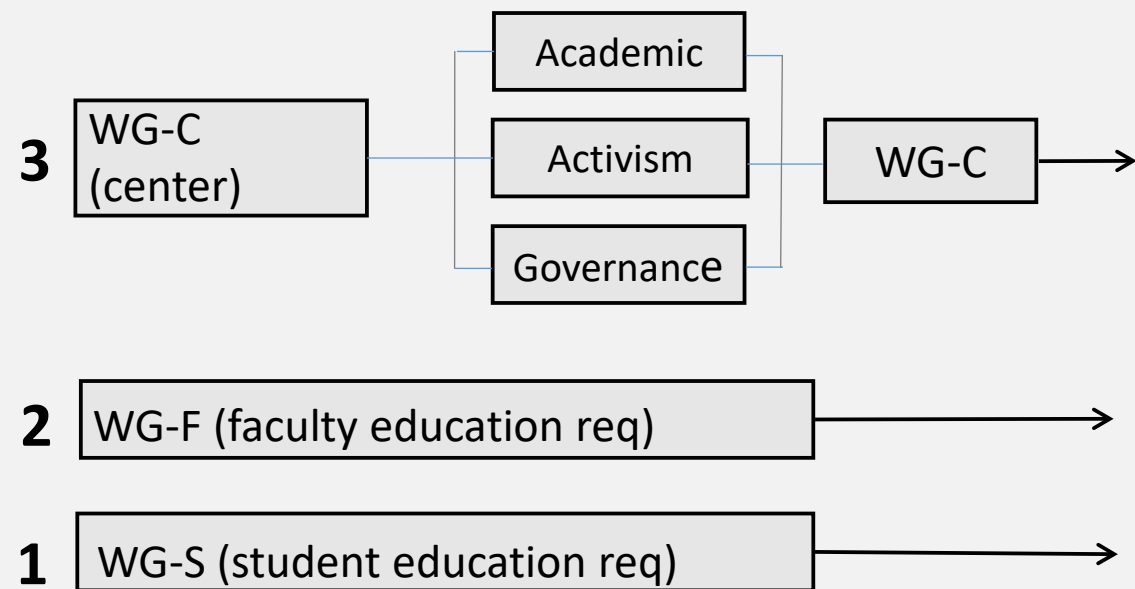 Academic
3
WG-C
(center)
Activism
WG-C
Governance
2
WG-F (faculty education req)
1
WG-S (student education req)